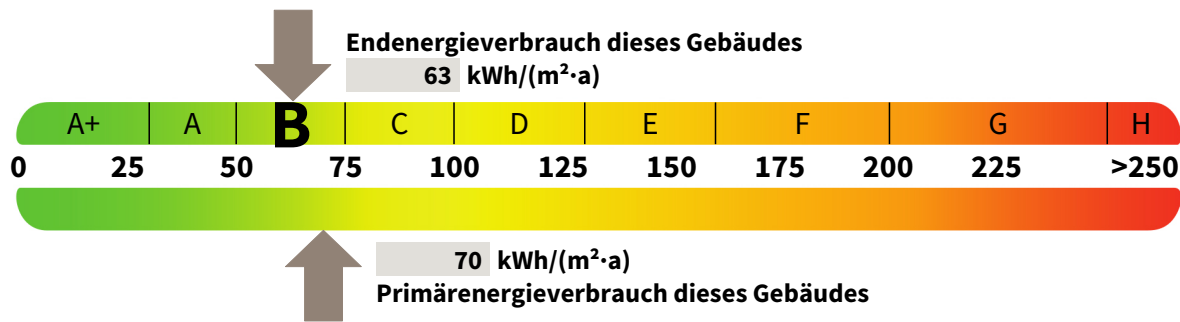 Endenergieverbrauch dieses Gebäudes
63 kWh/(m²·a)
A+ A B C D E F G H
0 25 50 75 100 125 150 175 200 225 >250
70 kWh/(m²·a)
Primärenergieverbrauch dieses Gebäudes